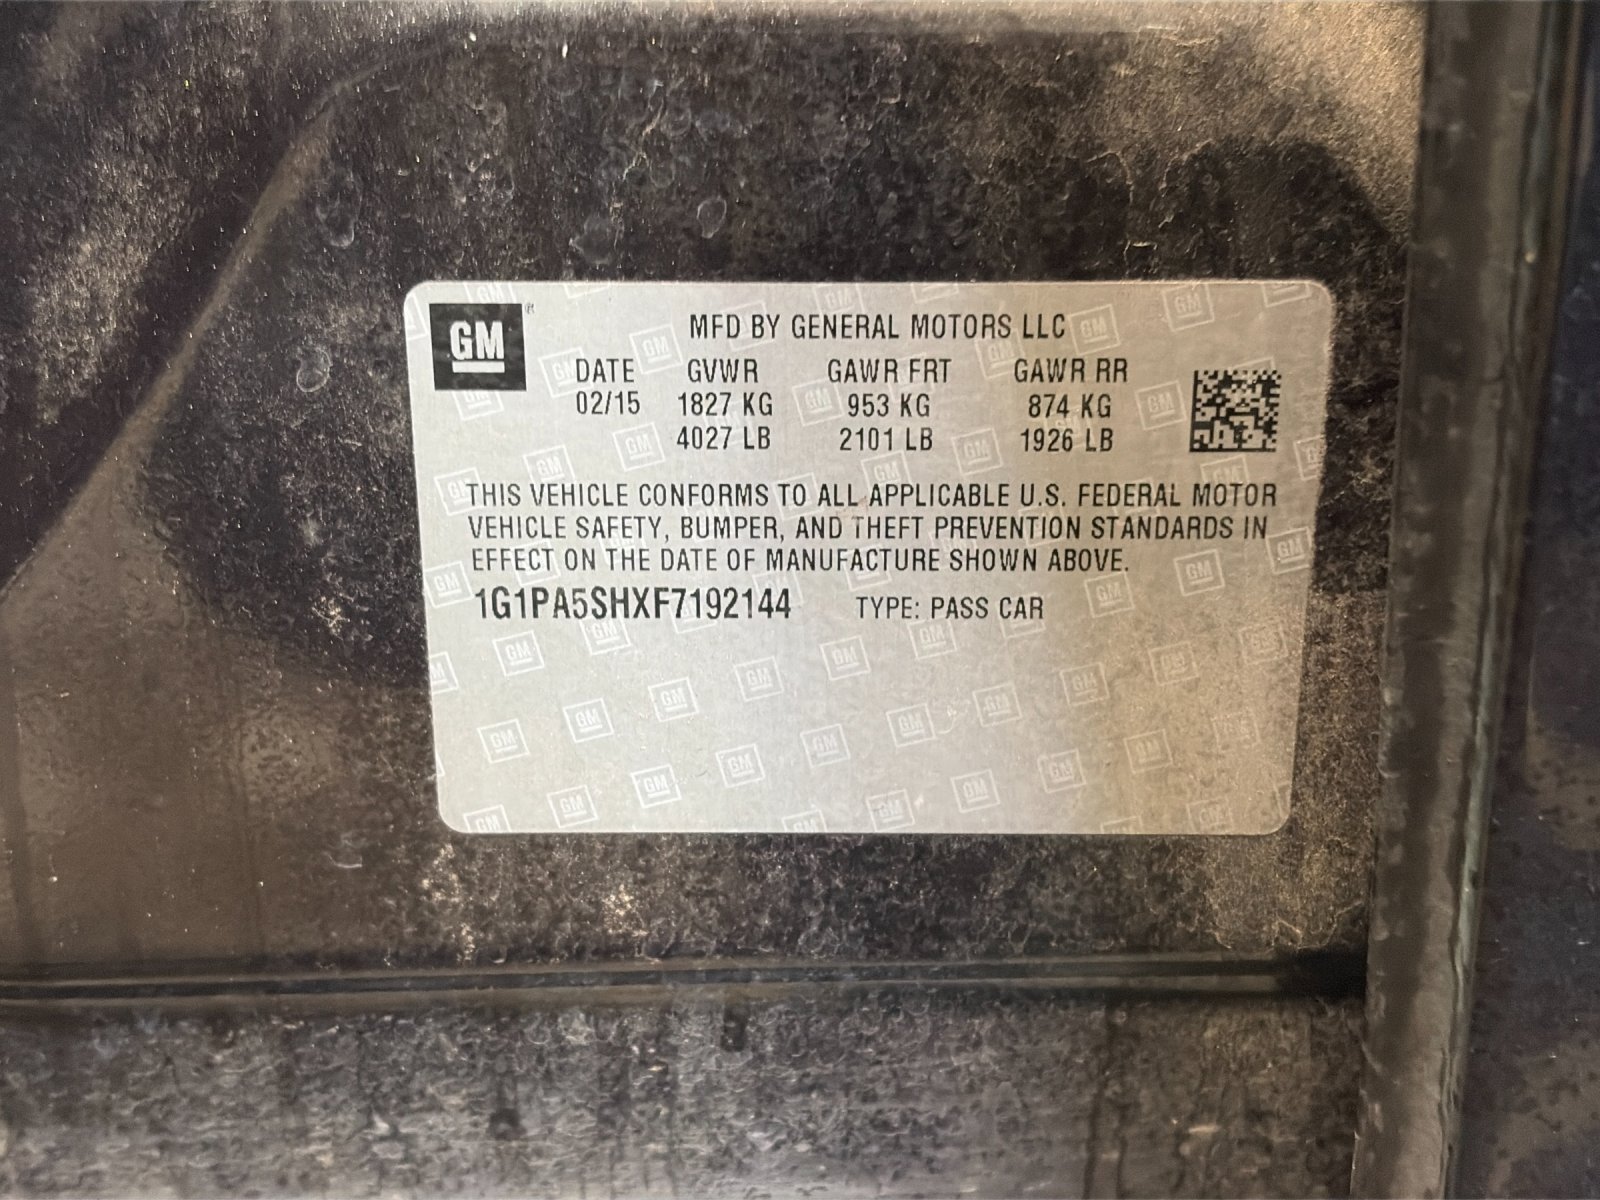 GM
MFD BY GENERAL MOTORS LLC
DATE GVWR GAWR FRT GAWR RR
02/15 1827 KG 953 KG 874 KG
4027 LB 2101 LB 1926 LB
THIS VEHICLE CONFORMS TO ALL APPLICABLE U.S. FEDERAL MOTOR
VEHICLE SAFETY, BUMPER, AND THEFT PREVENTION STANDARDS IN
EFFECT ON THE DATE OF MANUFACTURE SHOWN ABOVE.
1G1PA5SHXF7192144 TYPE: PASS CAR